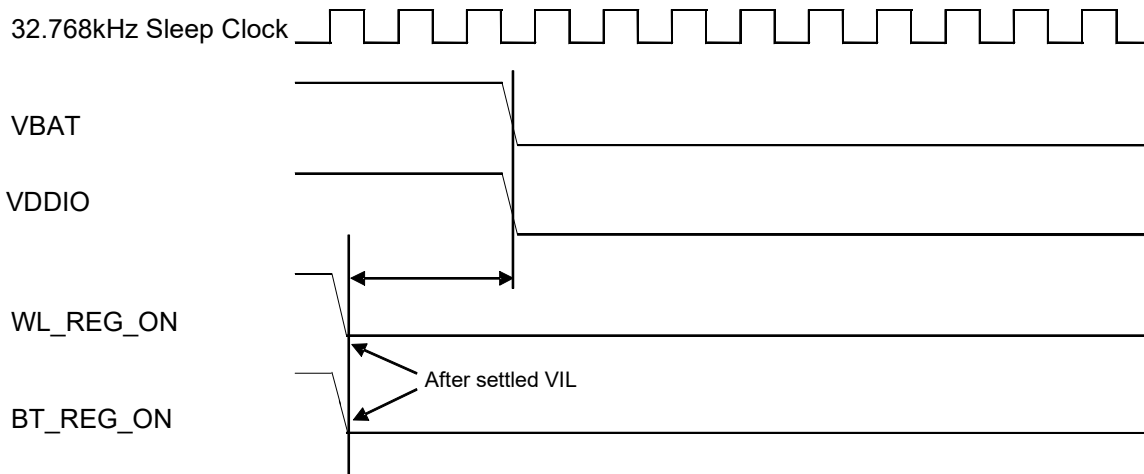 32.768kHz Sleep Clock
VBAT
VDDIO
WL_REG_ON
After settled VIL
BT_REG_ON